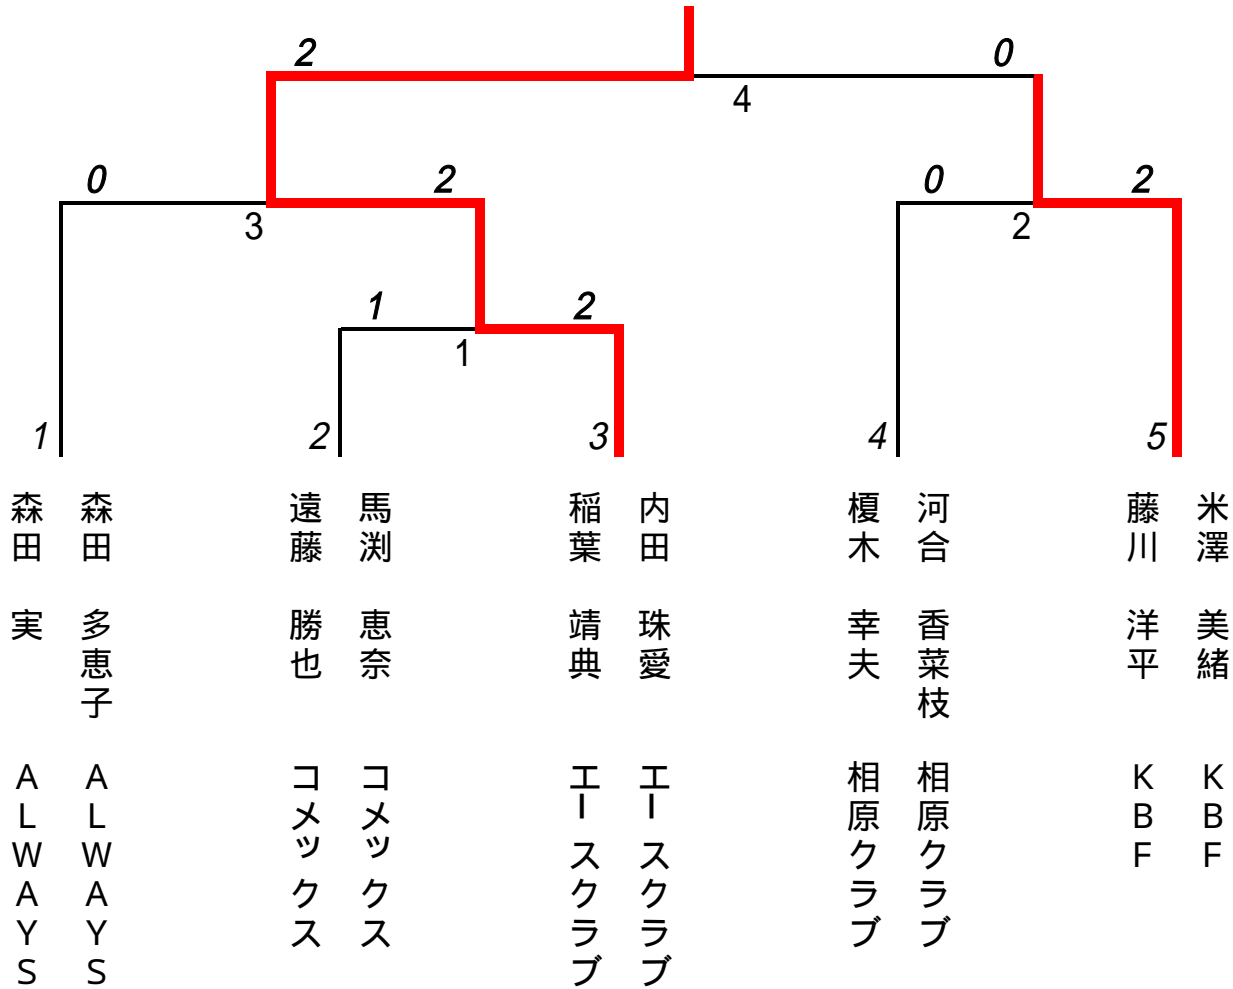 2 0
4
0 2 0 2
3 2
1 2
1
1 2 3 4 5
森田 実 ALWAYS
森田 多恵子 ALWAYS
遠藤 勝也 コメックス
馬渕 恵奈 コメックス
稲葉 靖典 エースクラブ
内田 珠愛 エースクラブ
榎木 幸夫 相原クラブ
河合 香菜枝 相原クラブ
藤川 洋平 KBF
米澤 美緒 KBF